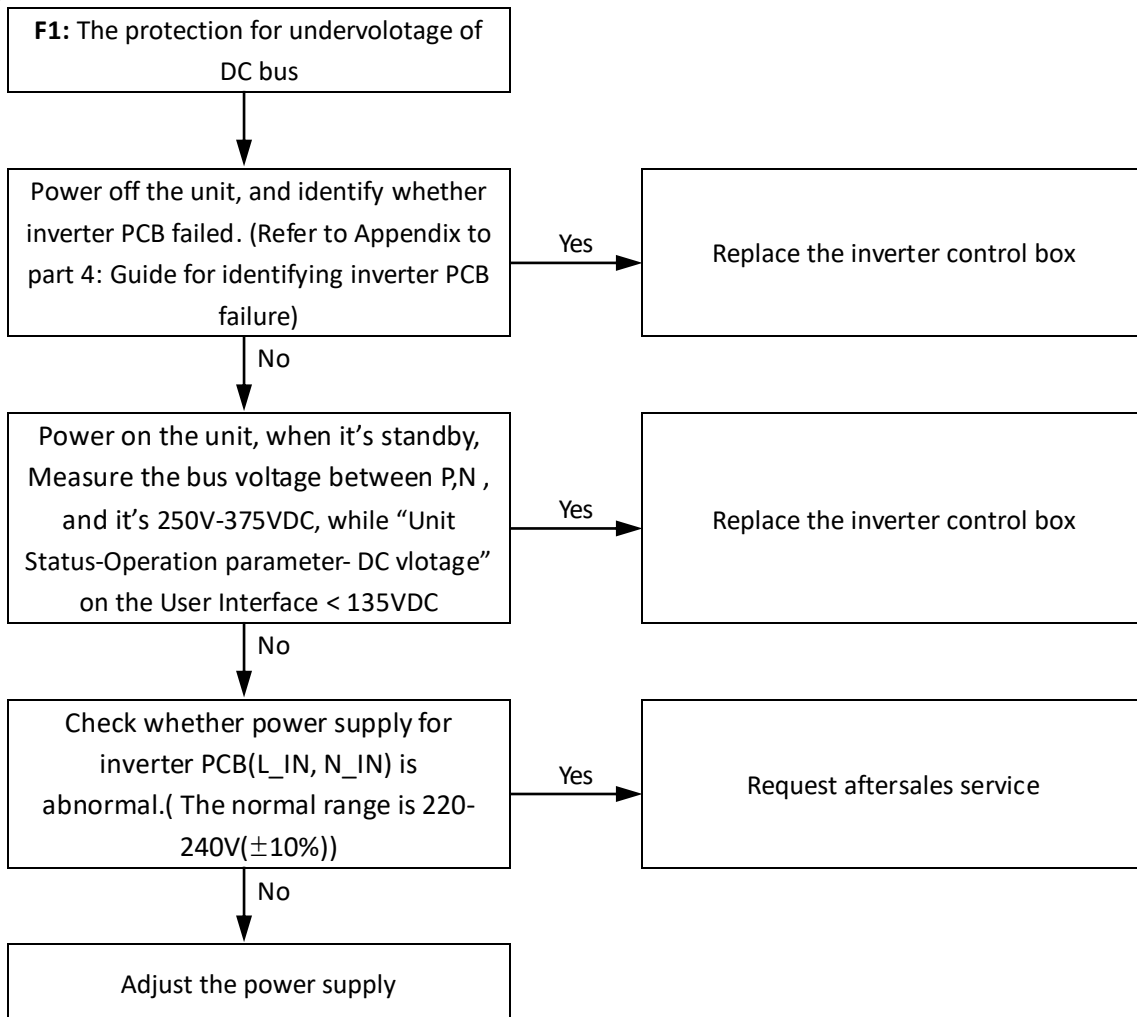 F1: The protection for undervolotage of
DC bus
Power off the unit, and identify whether
inverter PCB failed. (Refer to Appendix to
part 4: Guide for identifying inverter PCB
failure)
Yes
Replace the inverter control box
No
Power on the unit, when it’s standby,
Measure the bus voltage between P,N ,
and it’s 250V-375VDC, while “Unit
Status-Operation parameter- DC vlotage”
on the User Interface < 135VDC
Yes
Replace the inverter control box
No
Check whether power supply for
inverter PCB(L_IN, N_IN) is
abnormal.( The normal range is 220-
240V(±10%))
Yes
Request aftersales service
No
Adjust the power supply